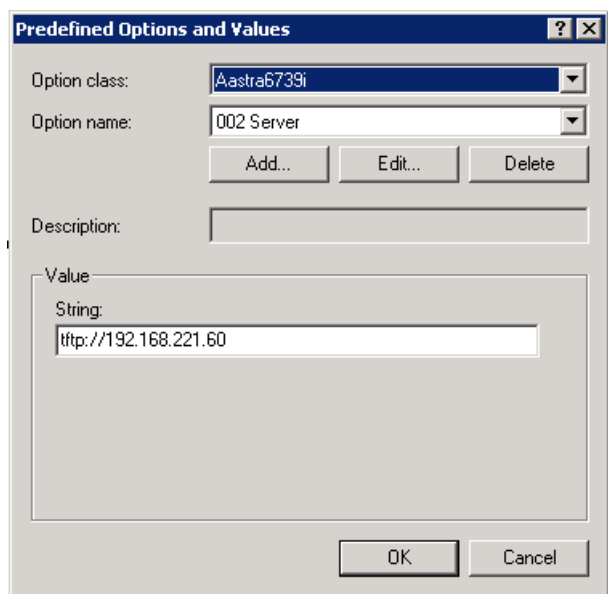 Predefined Options and Values
Option class: Aastra6739i
Option name: 002 Server
Add... Edit... Delete
Description:
Value
String:
tftp://192.168.221.60
OK Cancel